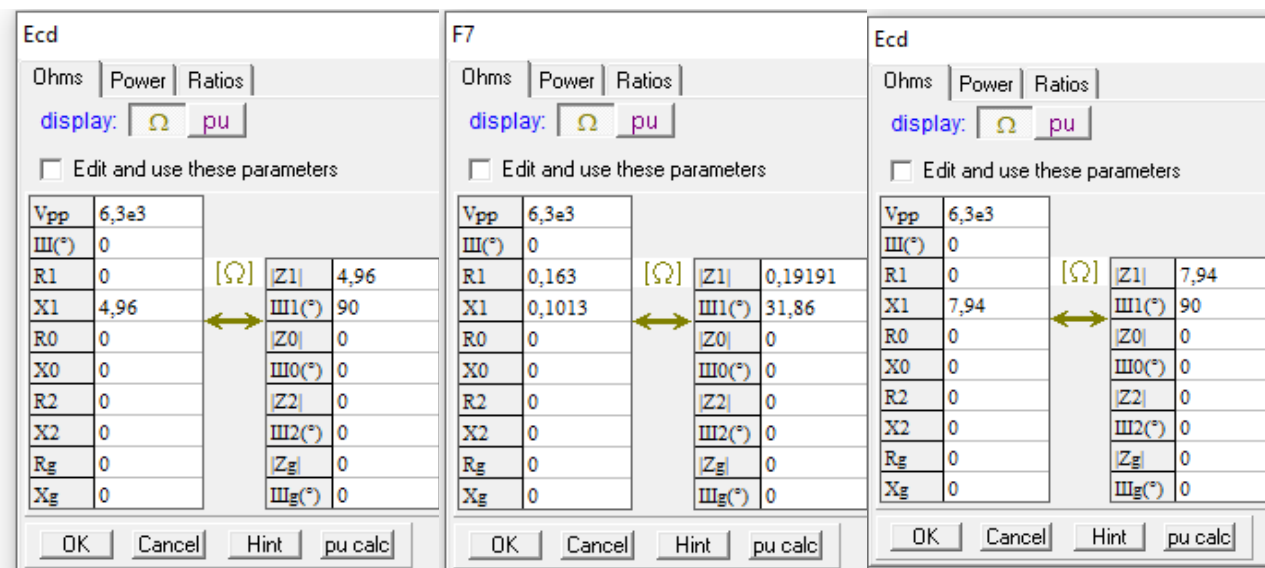 Ecd
Ohms Power Ratios
display: Ω pu
Edit and use these parameters
Vpp 6,3e3
Ш(°) 0
R1 0 [Ω] |Z1| 4,96
X1 4,96 Ш1(°) 90
R0 0 |Z0| 0
X0 0 Ш0(°) 0
R2 0 |Z2| 0
X2 0 Ш2(°) 0
Rg 0 |Zg| 0
Xg 0 Шg(°) 0
OK Cancel Hint pu calc
F7
Ohms Power Ratios
display: Ω pu
Edit and use these parameters
Vpp 6,3e3
Ш(°) 0
R1 0,163 [Ω] |Z1| 0,19191
X1 0,1013 Ш1(°) 31,86
R0 0 |Z0| 0
X0 0 Ш0(°) 0
R2 0 |Z2| 0
X2 0 Ш2(°) 0
Rg 0 |Zg| 0
Xg 0 Шg(°) 0
OK Cancel Hint pu calc
Ecd
Ohms Power Ratios
display: Ω pu
Edit and use these parameters
Vpp 6,3e3
Ш(°) 0
R1 0 [Ω] |Z1| 7,94
X1 7,94 Ш1(°) 90
R0 0 |Z0| 0
X0 0 Ш0(°) 0
R2 0 |Z2| 0
X2 0 Ш2(°) 0
Rg 0 |Zg| 0
Xg 0 Шg(°) 0
OK Cancel Hint pu calc